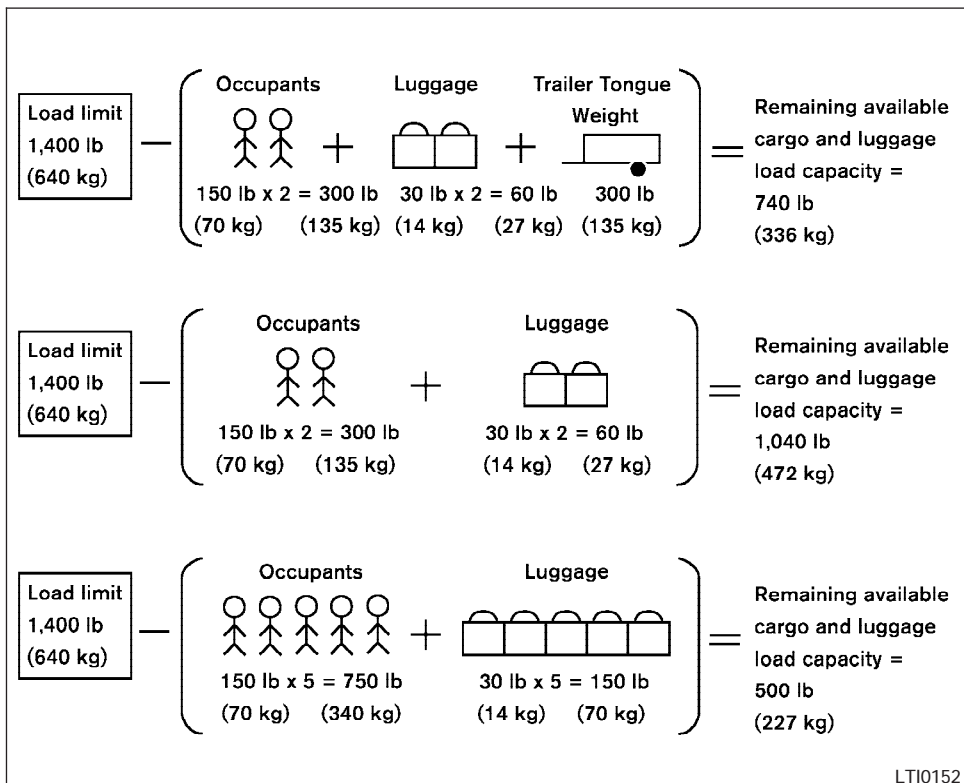 Occupants Luggage Trailer Tongue
Weight
Load limit
1,400 lb
(640 kg)
—
+
+
=
150 lb x 2 = 300 lb 30 lb x 2 = 60 lb 300 lb
(70 kg) (135 kg) (14 kg) (27 kg) (135 kg)
Remaining available
cargo and luggage
load capacity =
740 lb
(336 kg)
Occupants Luggage
Load limit
1,400 lb
(640 kg)
—
+
=
150 lb x 2 = 300 lb 30 lb x 2 = 60 lb
(70 kg) (135 kg) (14 kg) (27 kg)
Remaining available
cargo and luggage
load capacity =
1,040 lb
(472 kg)
Occupants Luggage
Load limit
1,400 lb
(640 kg)
—
+
=
150 lb x 5 = 750 lb 30 lb x 5 = 150 lb
(70 kg) (340 kg) (14 kg) (70 kg)
Remaining available
cargo and luggage
load capacity =
500 lb
(227 kg)
LTI0152